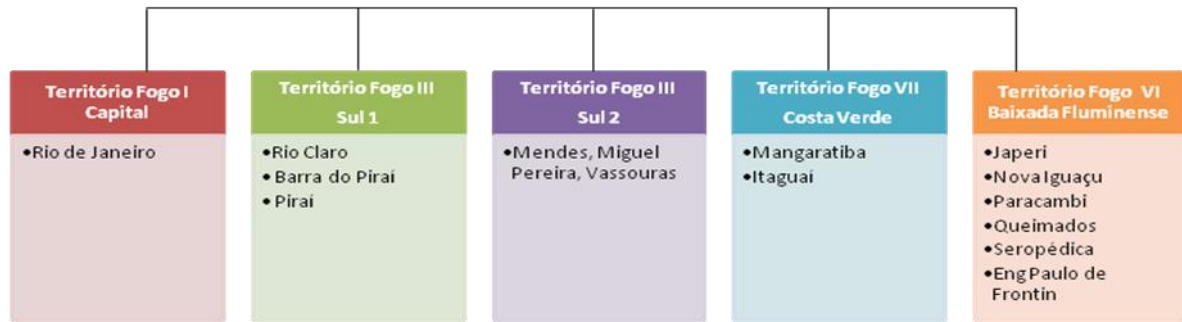 Território Fogo I
Capital
•Rio de Janeiro
Território Fogo III
Sul 1
•Rio Claro
•Barra do Piraí
•Piraí
Território Fogo III
Sul 2
•Mendes, Miguel
Pereira, Vassouras
Território Fogo VII
Costa Verde
•Mangaratiba
•Itaguaí
Território Fogo VI
Baixada Fluminense
•Japeri
•Nova Iguaçu
•Paracambi
•Queimados
•Seropédica
•Eng Paulo de
Frontin